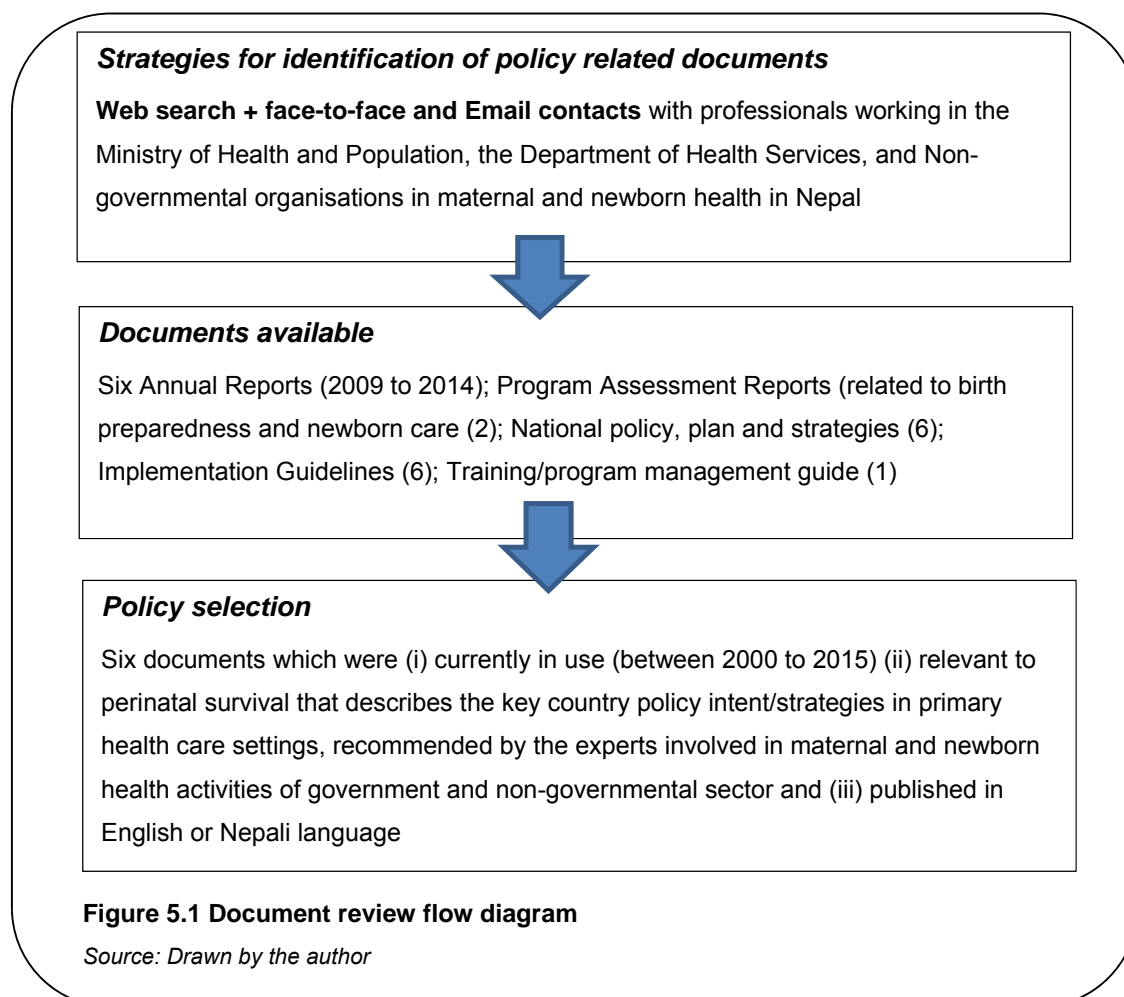 Strategies for identification of policy related documents
Web search + face-to-face and Email contacts with professionals working in the
Ministry of Health and Population, the Department of Health Services, and Non-
governmental organisations in maternal and newborn health in Nepal
Documents available
Six Annual Reports (2009 to 2014); Program Assessment Reports (related to birth
preparedness and newborn care (2); National policy, plan and strategies (6);
Implementation Guidelines (6); Training/program management guide (1)
Policy selection
Six documents which were (i) currently in use (between 2000 to 2015) (ii) relevant to
perinatal survival that describes the key country policy intent/strategies in primary
health care settings, recommended by the experts involved in maternal and newborn
health activities of government and non-governmental sector and (iii) published in
English or Nepali language
Figure 5.1 Document review flow diagram
Source: Drawn by the author